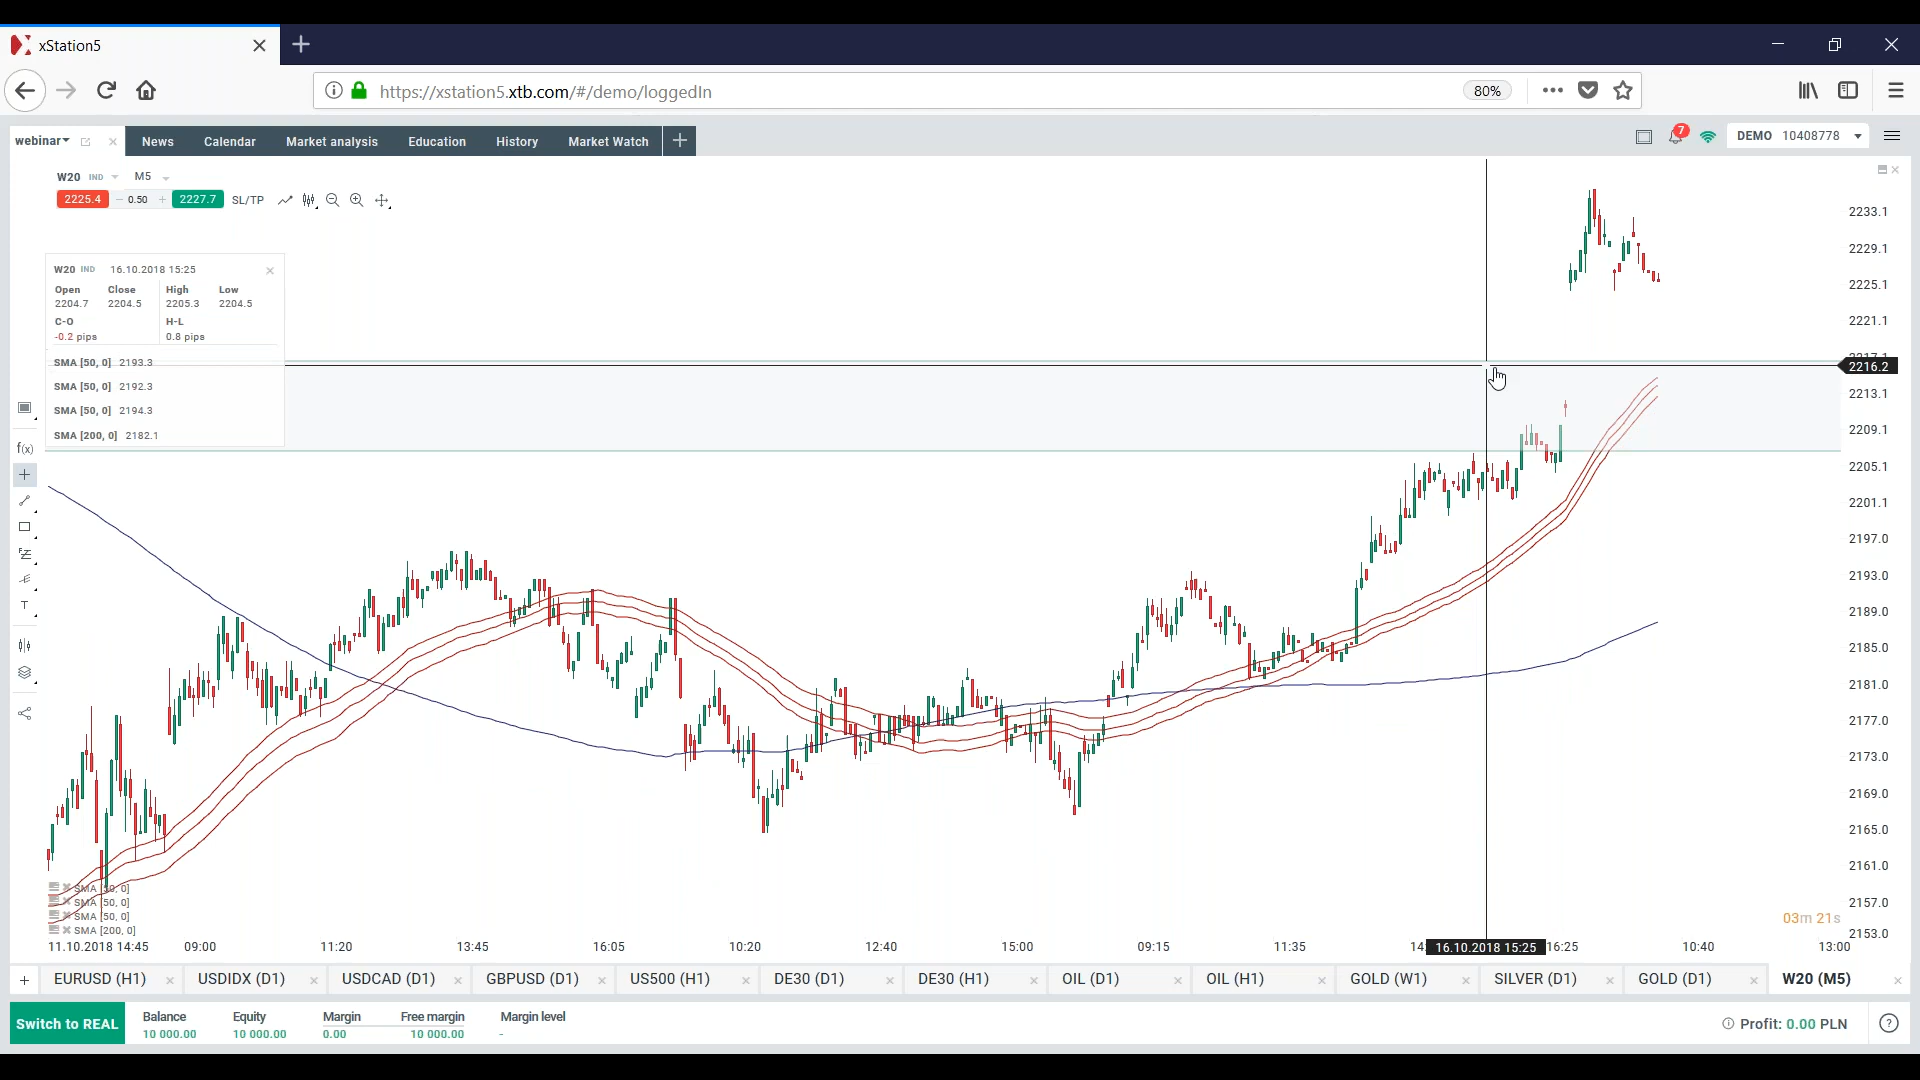 xStation5
https://xstation5.xtb.com/#/demo/loggedIn
80%
webinar
News
Calendar
Market analysis
Education
History
Market Watch
7
DEMO 10408778
W20 IND M5
2225.4
0.50
2227.7
SL/TP
W20 IND 16.10.2018 15:25
Open Close High Low
2204.7 2204.5 2205.3 2204.5
C-O H-L
-0.2 pips 0.8 pips
SMA [50, 0] 2193.3
SMA [50, 0] 2192.3
SMA [50, 0] 2194.3
SMA [200, 0] 2182.1
f(x)
T
2233.1
2229.1
2225.1
2221.1
2216.2
2213.1
2209.1
2205.1
2201.1
2197.0
2193.0
2189.0
2185.0
2181.0
2177.0
2173.0
2169.0
2165.0
2161.0
2157.0
2153.0
SMA [50, 0]
SMA [50, 0]
SMA [50, 0]
SMA [200, 0]
03m 21s
11.10.2018 14:45 09:00 11:20 13:45 16:05 10:20 12:40 15:00 09:15 11:35 16.10.2018 15:25 16:25 10:40 13:00
EURUSD (H1) USDIDX (D1) USDCAD (D1) GBPUSD (D1) US500 (H1) DE30 (D1) DE30 (H1) OIL (D1) OIL (H1) GOLD (W1) SILVER (D1) GOLD (D1) W20 (M5)
Switch to REAL
Balance Equity Margin Free margin Margin level
10 000.00 10 000.00 0.00 10 000.00 -
Profit: 0.00 PLN